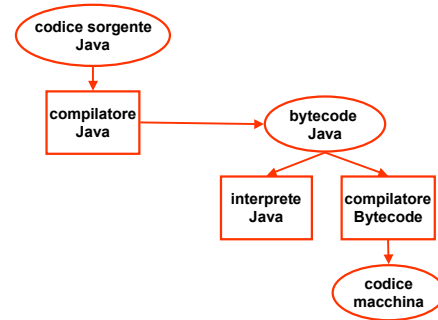 codice sorgente
Java
compilatore
Java
bytecode
Java
interprete
Java
compilatore
Bytecode
codice
macchina